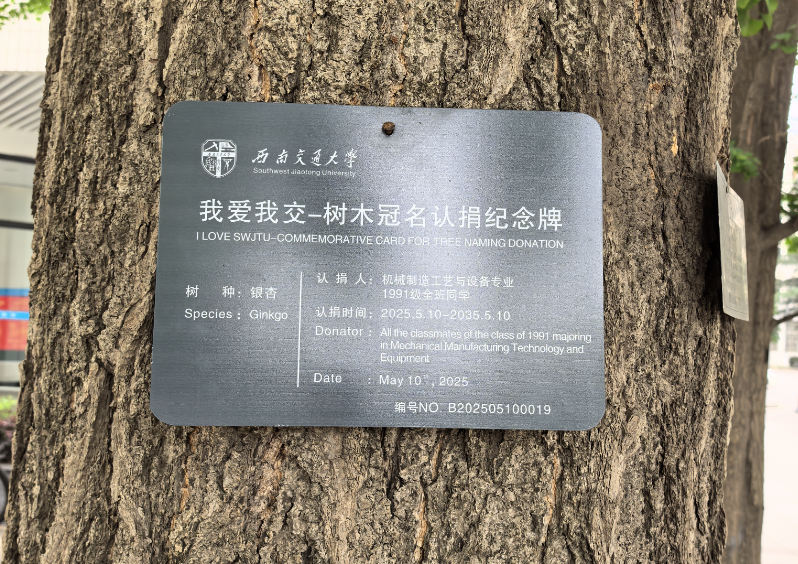 西南交通大学
Southwest Jiaotong University
我爱我交-树木冠名认捐纪念牌
I LOVE SWJTU-COMMEMORATIVE CARD FOR TREE NAMING DONATION
树 种：银杏
Species：Ginkgo
认 捐 人：机械制造工艺与设备专业
1991级全班同学
认捐时间：2025.5.10-2035.5.10
Donator：All the classmates of the class of 1991 majoring
in Mechanical Manufacturing Technology and
Equipment
Date ：May 10th, 2025
编号NO. B202505100019